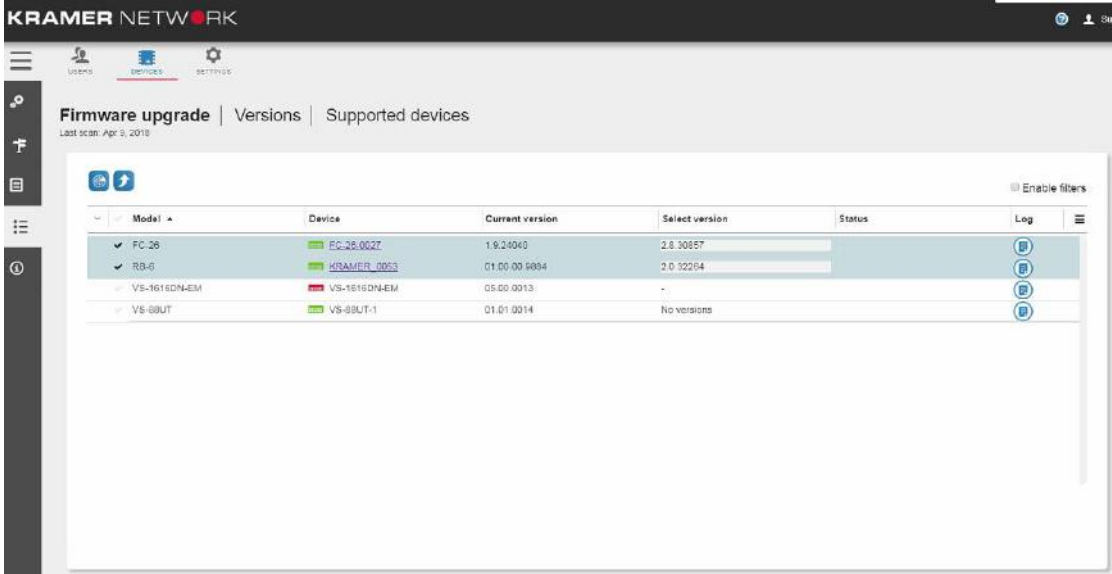 KRAMER NETWORK
USERS DEVICES SETTINGS
Firmware upgrade | Versions | Supported devices
Last scan: Apr 9, 2018
Enable filters
Model Device Current version Select version Status Log
FC-26 FC-26-0027 1.9.24040 2.8.30857
RB-6 KRAMER_0053 01.00.00.9884 2.0.32264
VS-1616DN-EM VS-1616DN-EM 05.00.0013 -
VS-88UT VS-88UT-1 01.01.0014 No versions